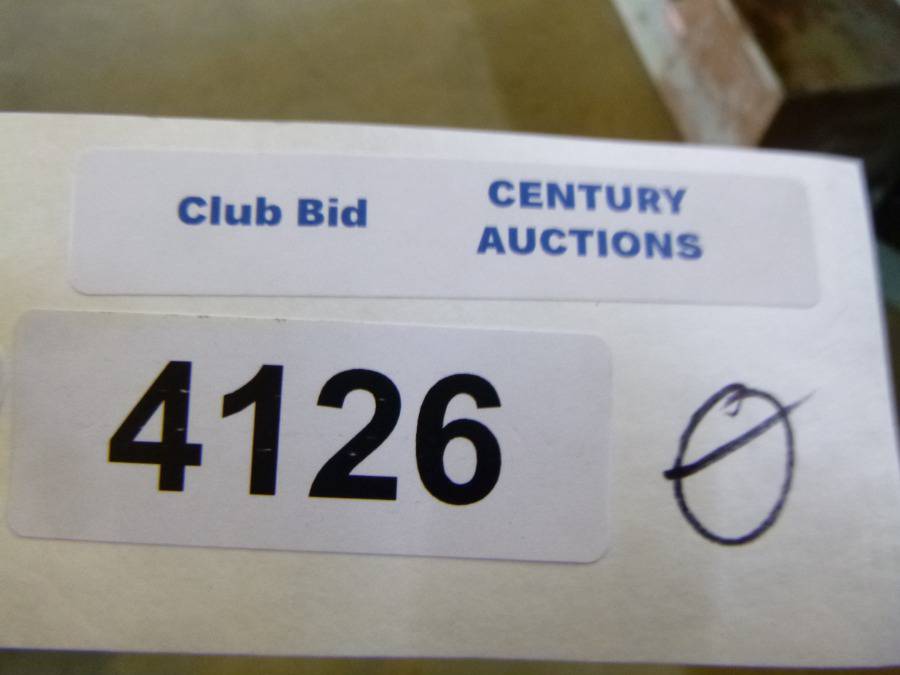 Club Bid
CENTURY
AUCTIONS
4126
Ø